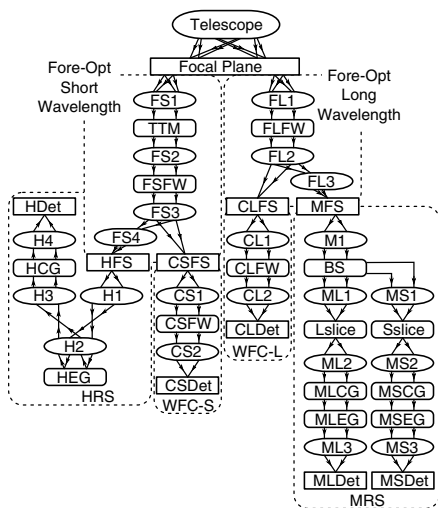 Telescope
Focal Plane
Fore-Opt
Short
Wavelength
Fore-Opt
Long
Wavelength
FS1
FL1
TTM
FLFW
FS2
FL2
FSFW
FL3
FS3
HDet
CLFS
MFS
FS4
H4
CL1
M1
HCG
HFS
CSFS
CLFW
BS
H3
H1
CS1
CL2
ML1
MS1
CSFW
CLDet
Lslice
Sslice
H2
CS2
WFC-L
ML2
MS2
HEG
CSDet
MLCG
MSCG
HRS
WFC-S
MLEG
MSEG
ML3
MS3
MLDet
MSDet
MRS